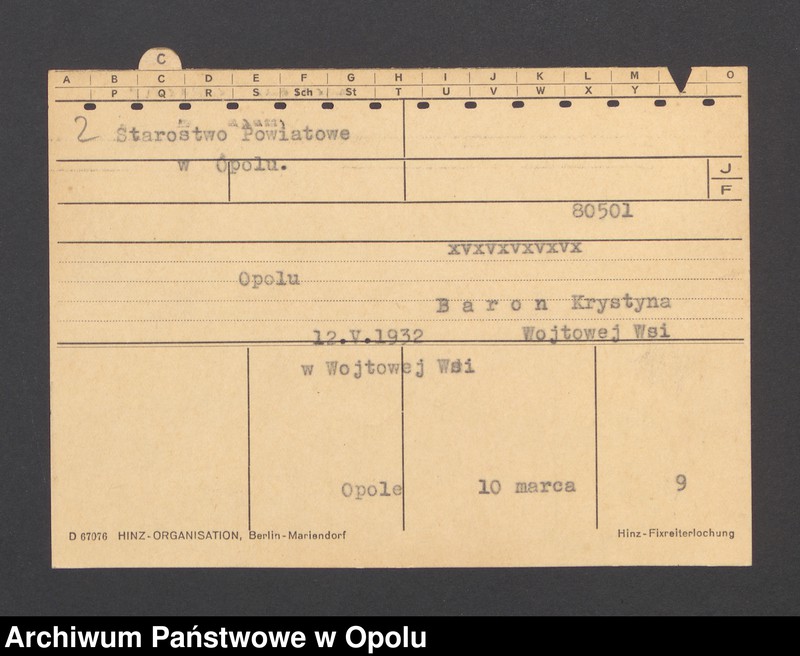 C
A B C D E F G H I J K L M O
P Q R S Sch St T U V W X Y
2 Starostwo Powiatowe
w Opolu.
J
F
80501
xvxvxvxvxvx
Opolu
B a r o n Krystyna
12.V.1932 Wojtowej Wsi
w Wojtowej Wsi
Opole 10 marca 9
D 67076 HINZ-ORGANISATION, Berlin-Mariendorf Hinz-Fixreiterlochung
Archiwum Państwowe w Opolu